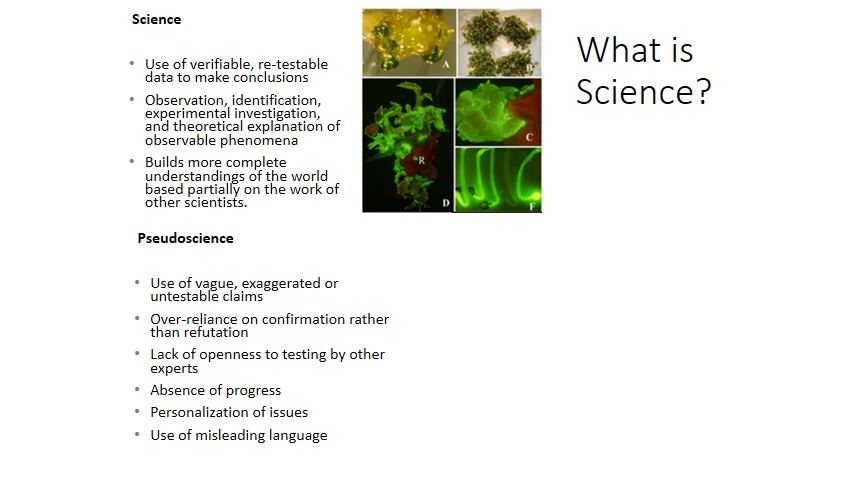 Science
What is
Science?
• Use of verifiable, re-testable
data to make conclusions
• Observation, identification,
experimental investigation,
and theoretical explanation of
observable phenomena
• Builds more complete
understandings of the world
based partially on the work of
other scientists.
A
B
C
R
D
F
Pseudoscience
• Use of vague, exaggerated or
untestable claims
• Over-reliance on confirmation rather
than refutation
• Lack of openness to testing by other
experts
• Absence of progress
• Personalization of issues
• Use of misleading language